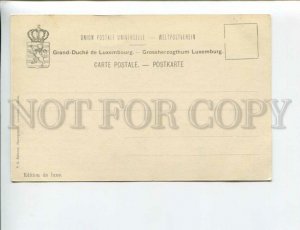 UNION POSTALE UNIVERSELLE — WELTPOSTVEREIN
Grand-Duché de Luxembourg. — Grossherzogthum Luxemburg.
CARTE POSTALE. — POSTKARTE
NOT FOR COPY
Edition de luxe.